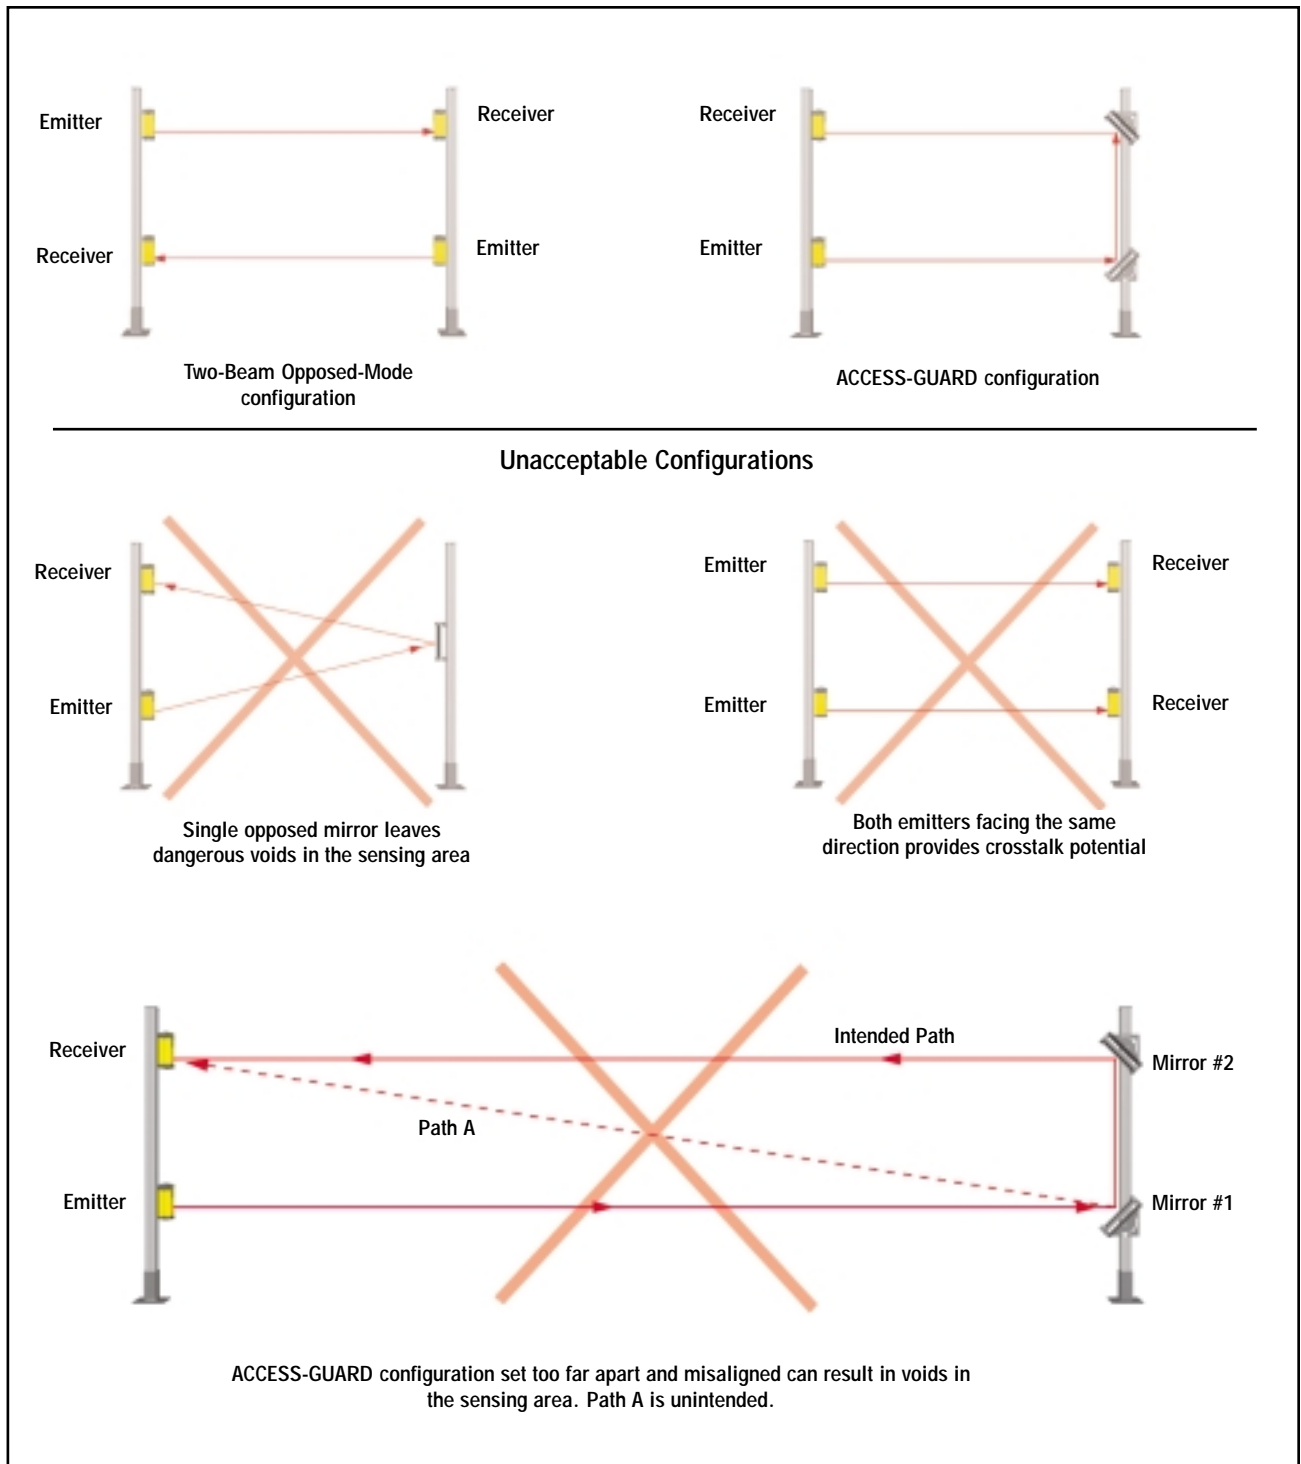 Emitter
Receiver
Receiver
Emitter
Two-Beam Opposed-Mode
configuration
Receiver
Emitter
ACCESS-GUARD configuration
Unacceptable Configurations
Receiver
Emitter
Single opposed mirror leaves
dangerous voids in the sensing area
Emitter
Receiver
Emitter
Receiver
Both emitters facing the same
direction provides crosstalk potential
Receiver
Intended Path
Mirror #2
Path A
Emitter
Mirror #1
ACCESS-GUARD configuration set too far apart and misaligned can result in voids in
the sensing area. Path A is unintended.